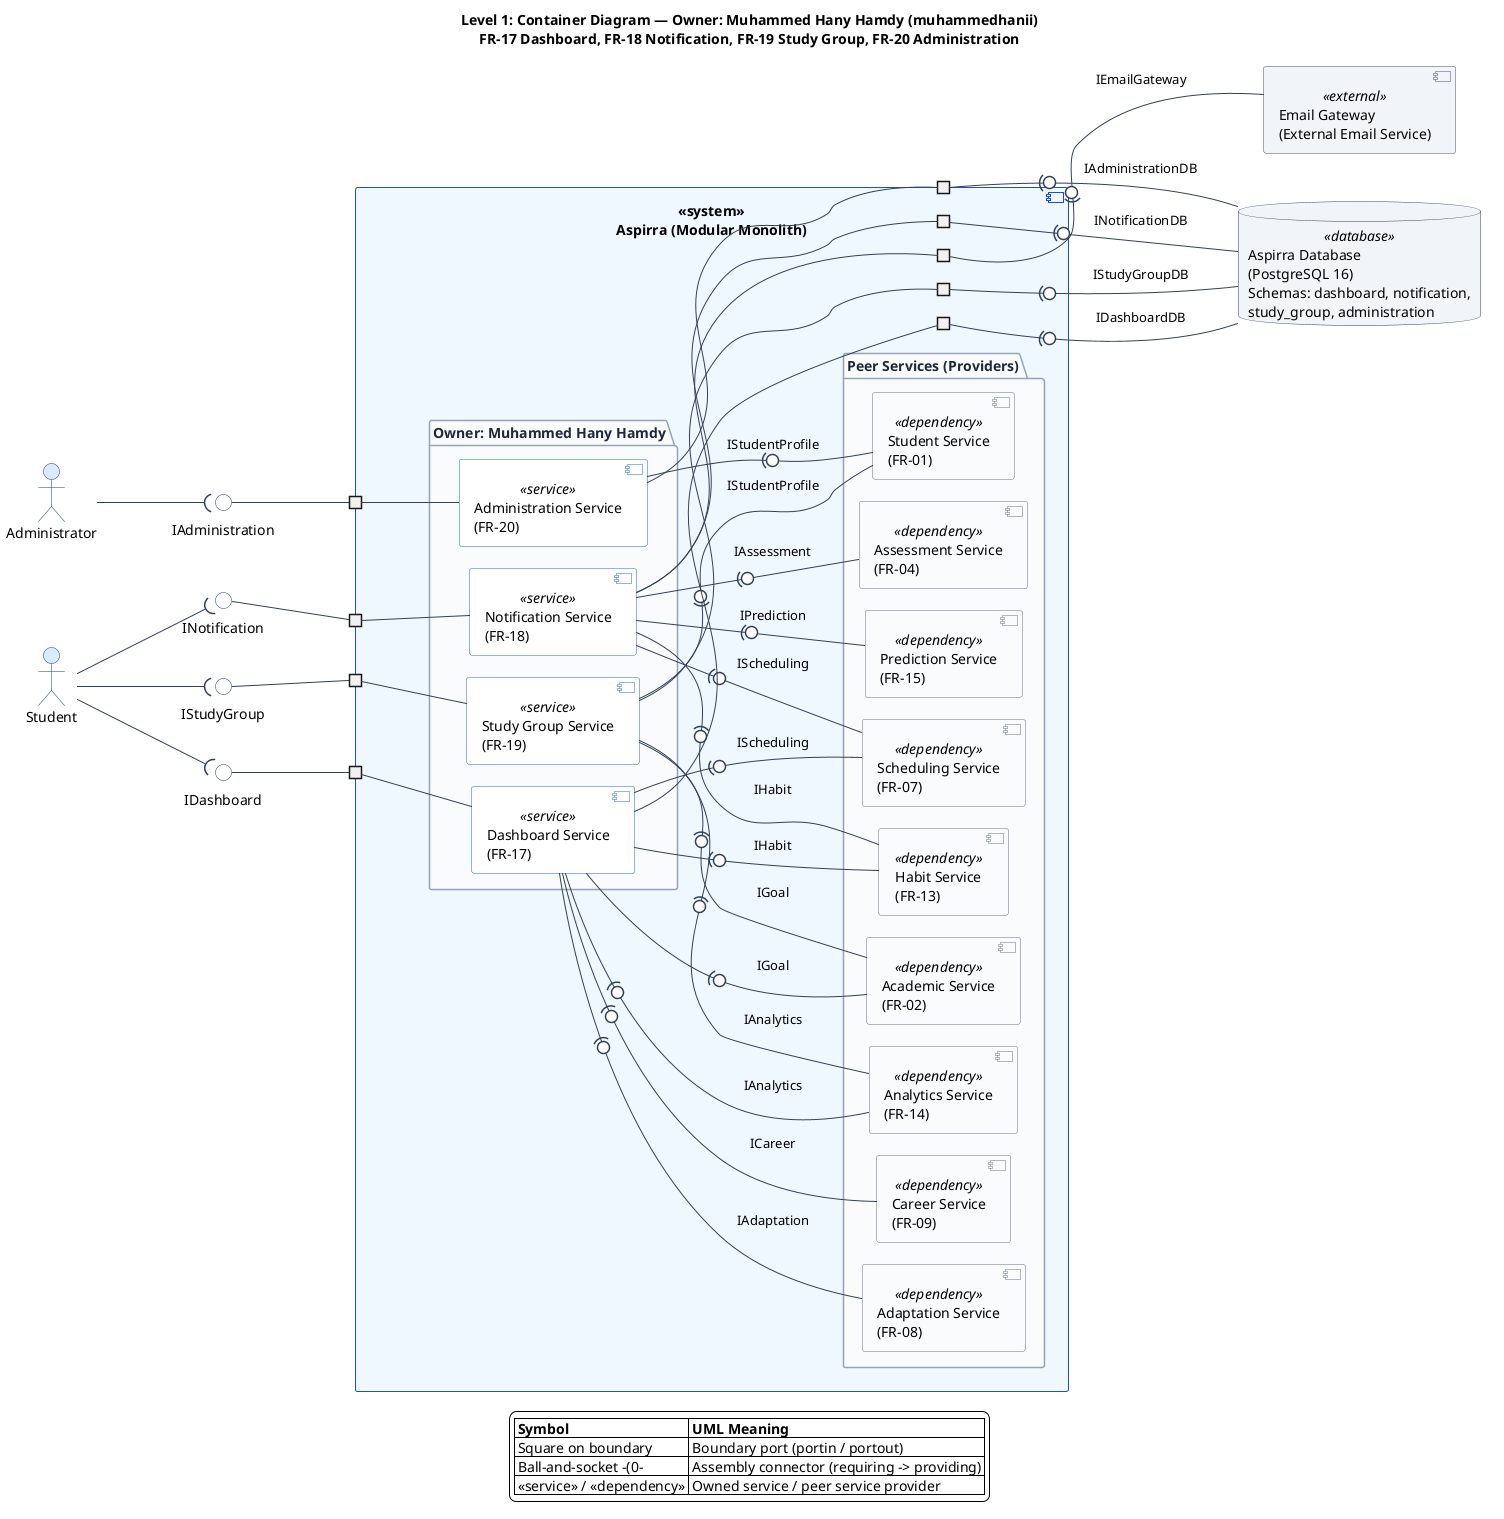 Level 1: Container Diagram — Owner: Muhammed Hany Hamdy (muhammedhanii)
FR-17 Dashboard, FR-18 Notification, FR-19 Study Group, FR-20 Administration
IEmailGateway
«external»
Email Gateway
(External Email Service)
IAdministrationDB
INotificationDB
IStudyGroupDB
IDashboardDB
«database»
Aspirra Database
(PostgreSQL 16)
Schemas: dashboard, notification,
study_group, administration
«system»
Aspirra (Modular Monolith)
Administrator
Student
IAdministration
INotification
IStudyGroup
IDashboard
Owner: Muhammed Hany Hamdy
«service»
Administration Service
(FR-20)
«service»
Notification Service
(FR-18)
«service»
Study Group Service
(FR-19)
«service»
Dashboard Service
(FR-17)
IStudentProfile
IStudentProfile
IAssessment
IPrediction
IScheduling
IScheduling
IHabit
IHabit
IGoal
IGoal
IAnalytics
IAnalytics
ICareer
IAdaptation
Peer Services (Providers)
«dependency»
Student Service
(FR-01)
«dependency»
Assessment Service
(FR-04)
«dependency»
Prediction Service
(FR-15)
«dependency»
Scheduling Service
(FR-07)
«dependency»
Habit Service
(FR-13)
«dependency»
Academic Service
(FR-02)
«dependency»
Analytics Service
(FR-14)
«dependency»
Career Service
(FR-09)
«dependency»
Adaptation Service
(FR-08)
Symbol UML Meaning
Square on boundary Boundary port (portin / portout)
Ball-and-socket -(0- Assembly connector (requiring -> providing)
«service» / «dependency» Owned service / peer service provider